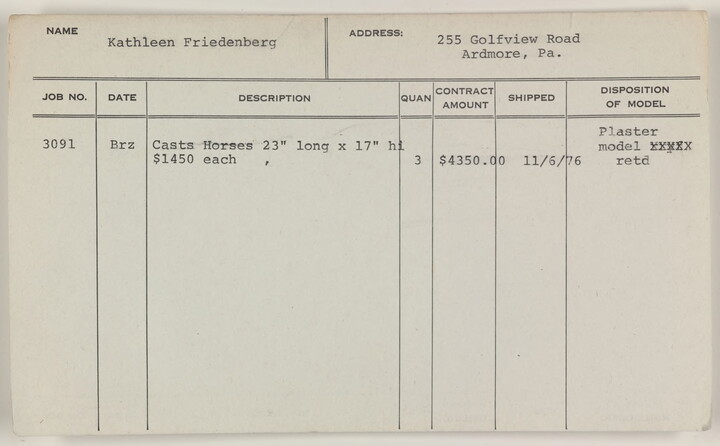 NAME
Kathleen Friedenberg
ADDRESS:
255 Golfview Road
Ardmore, Pa.
JOB NO.
DATE
DESCRIPTION
QUAN
CONTRACT
AMOUNT
SHIPPED
DISPOSITION
OF MODEL
3091
Brz
Casts Horses 23" long x 17" hi
$1450 each ,
3
$4350.00
11/6/76
Plaster
model
retd